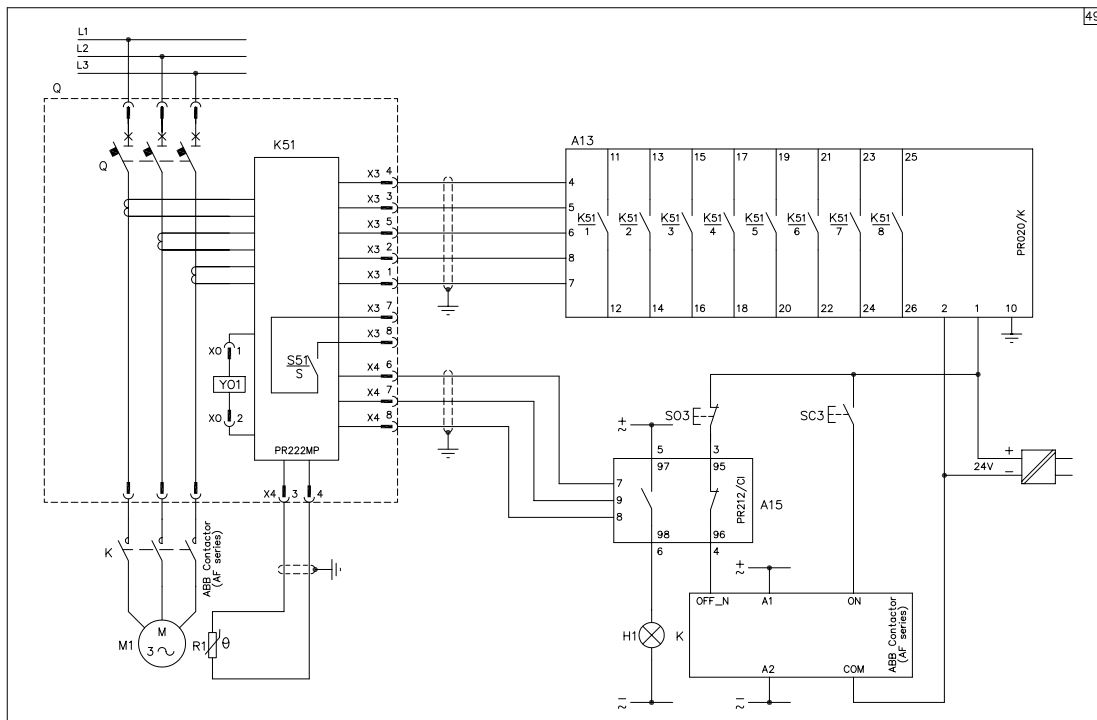 49
L1
L2
L3
Q
Q
K51
X3 4
X3 3
X3 5
X3 2
X3 1
X3 7
X3 8
X4 6
X4 7
X4 8
X0 1
Y01
X0 2
S51
S
PR222MP
X4 3 4
A13
11 13 15 17 19 21 23 25
4
5
6
8
7
K51 K51 K51 K51 K51 K51 K51 K51
1 2 3 4 5 6 7 8
PR020/K
12 14 16 18 20 22 24 26 2 1 10
S03
SC3
+
~
5 3
97 95
7
9
8
PR212/CI
A15
98 96
6 4
24V
+
−
K
ABB Contactor
(AF series)
M
3 ~
M1
R1
θ
~
+
OFF_N A1 ON
H1
K
ABB Contactor
(AF series)
A2 COM
−
~
−
~